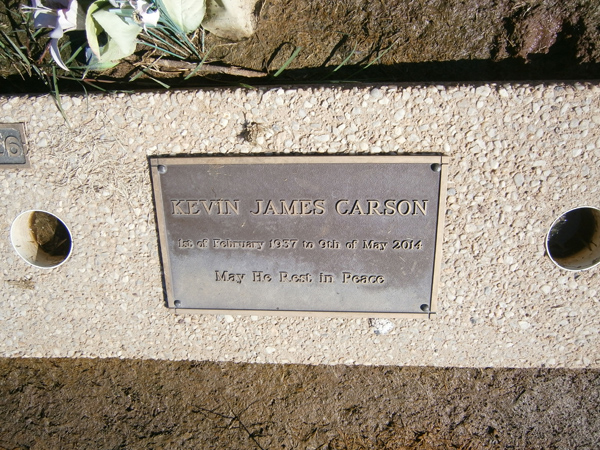 KEVIN JAMES CARSON
1st of February 1937 to 9th of May 2014
May He Rest in Peace